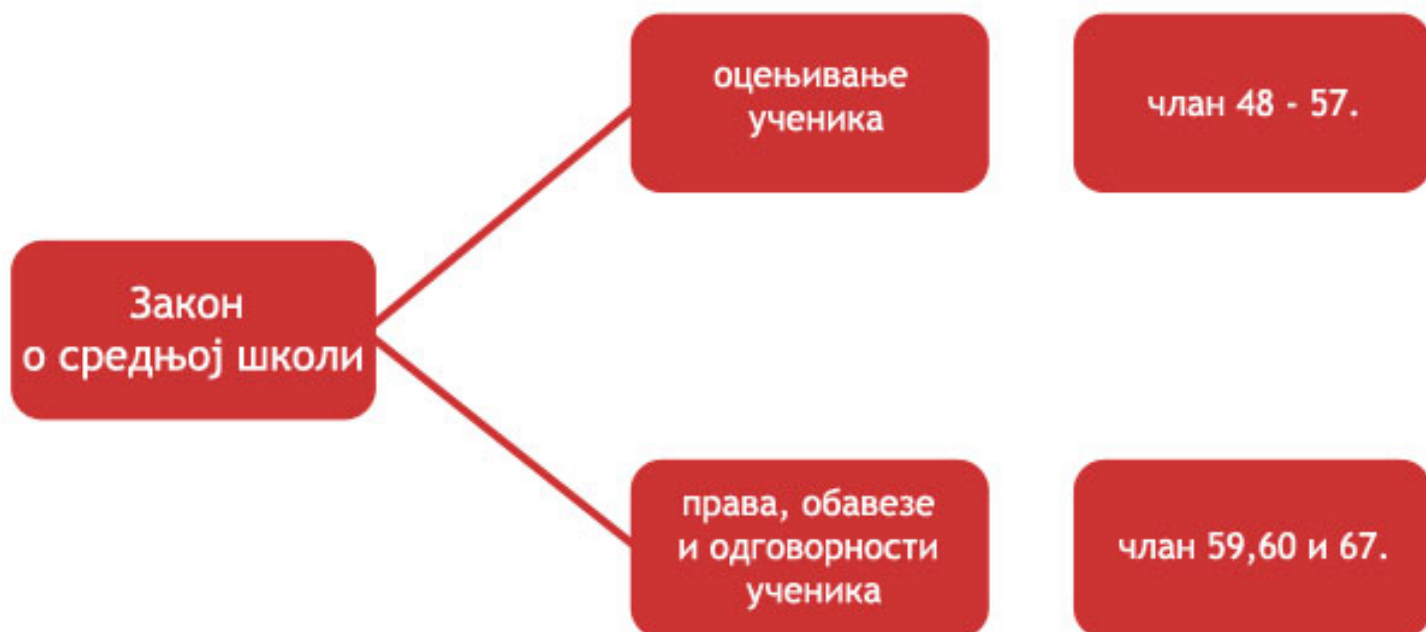 Закон
о средњој школи
оцењивање
ученика
члан 48 - 57.
права, обавезе
и одговорности
ученика
члан 59,60 и 67.